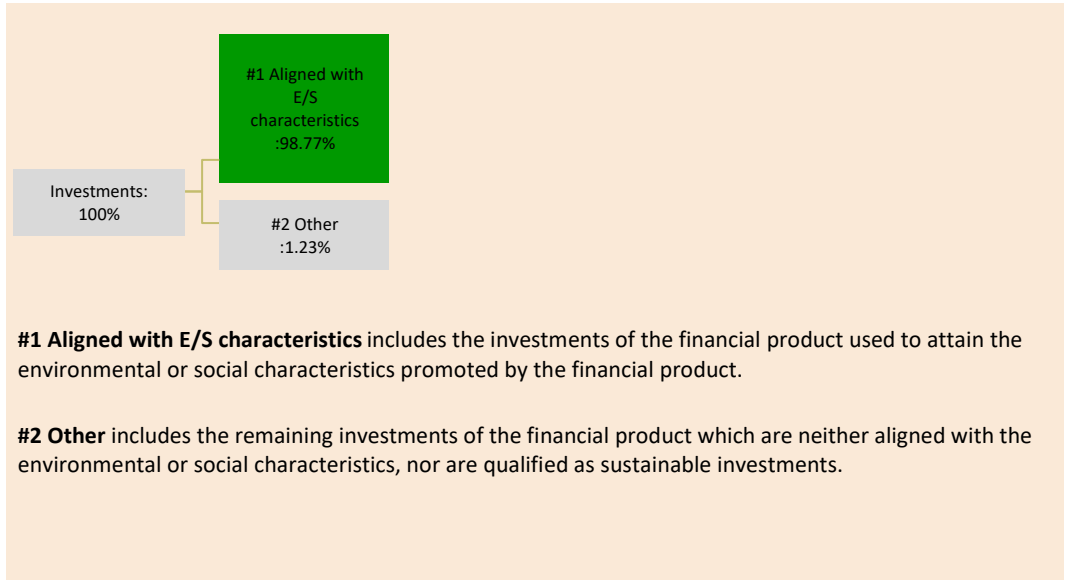 #1 Aligned with
E/S
characteristics
:98.77%
Investments:
100%
#2 Other
:1.23%
#1 Aligned with E/S characteristics includes the investments of the financial product used to attain the
environmental or social characteristics promoted by the financial product.
#2 Other includes the remaining investments of the financial product which are neither aligned with the
environmental or social characteristics, nor are qualified as sustainable investments.